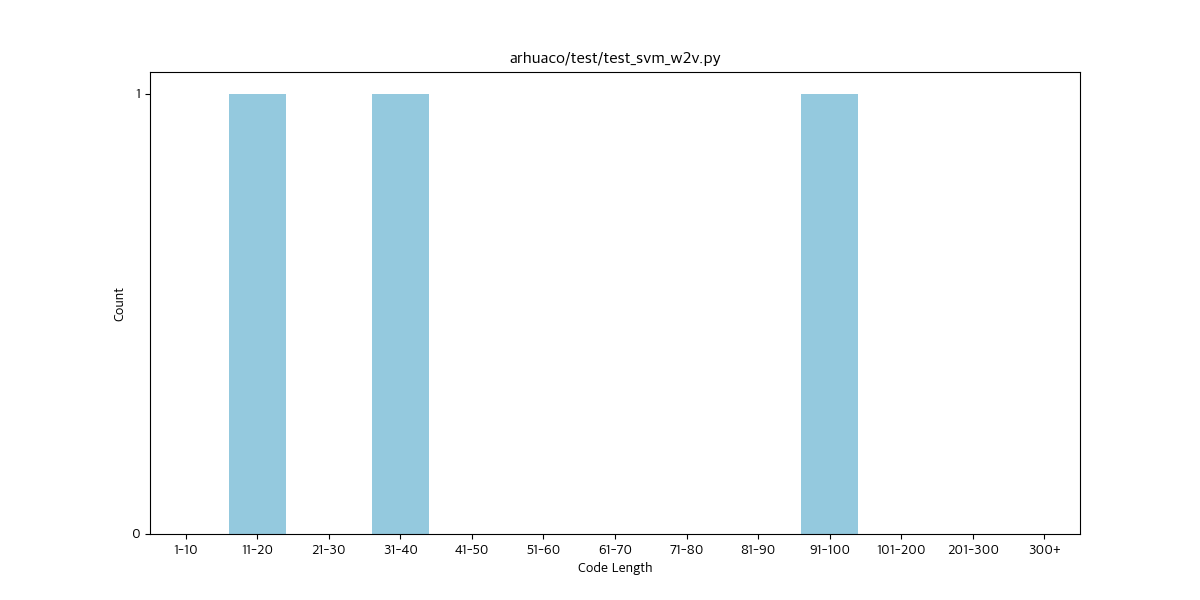 arhuaco/test/test_svm_w2v.py
1
Count
0
1-10 11-20 21-30 31-40 41-50 51-60 61-70 71-80 81-90 91-100 101-200 201-300 300+
Code Length